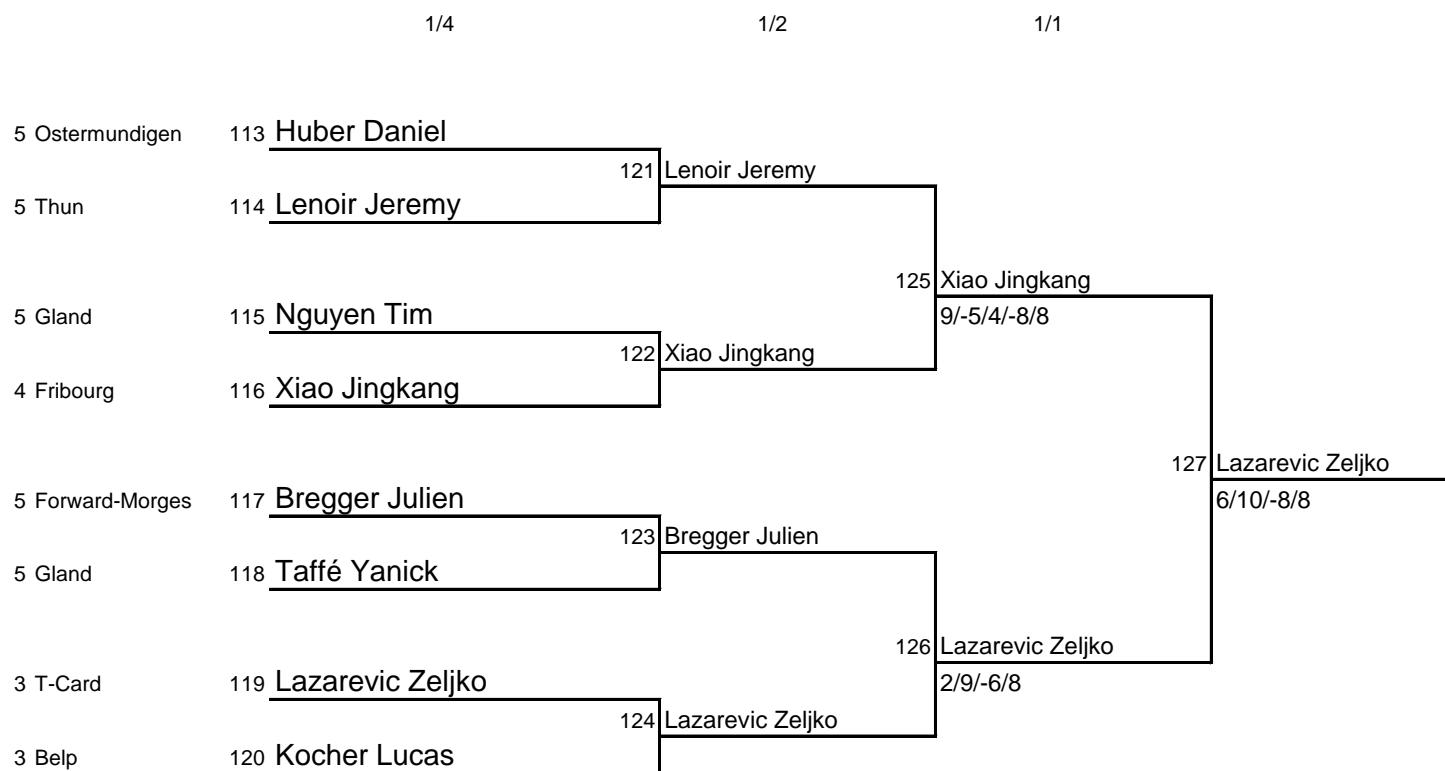 1/4 1/2 1/1
5 Ostermundigen 113 Huber Daniel
121 Lenoir Jeremy
5 Thun 114 Lenoir Jeremy
125 Xiao Jingkang
5 Gland 115 Nguyen Tim 9/-5/4/-8/8
122 Xiao Jingkang
4 Fribourg 116 Xiao Jingkang
127 Lazarevic Zeljko
5 Forward-Morges 117 Bregger Julien 6/10/-8/8
123 Bregger Julien
5 Gland 118 Taffé Yanick
126 Lazarevic Zeljko
3 T-Card 119 Lazarevic Zeljko 2/9/-6/8
124 Lazarevic Zeljko
3 Belp 120 Kocher Lucas